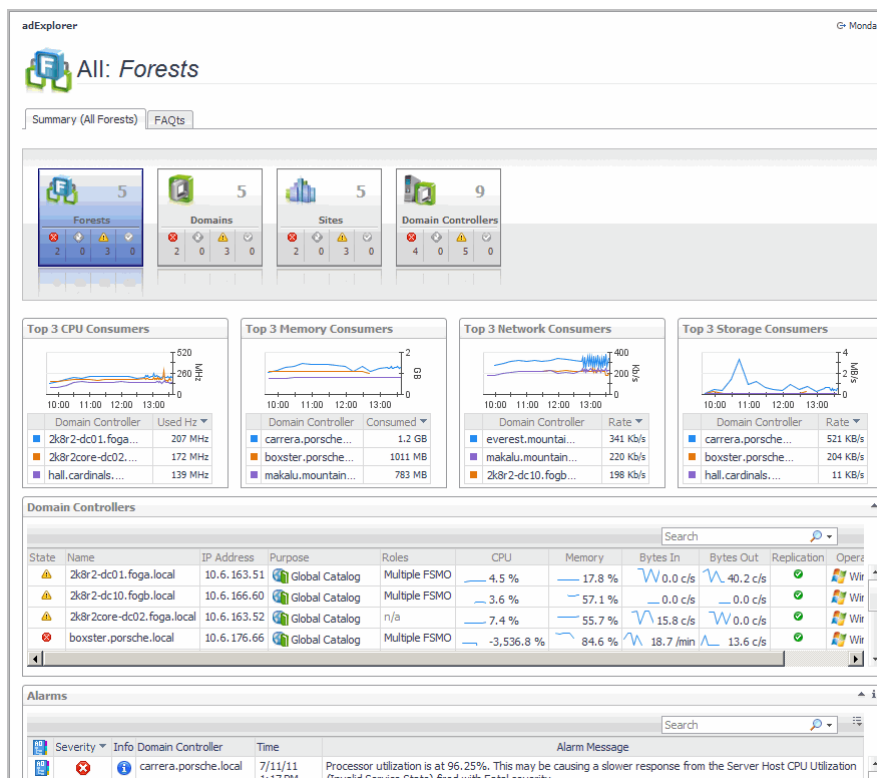 adExplorer
Monda
All: Forests
Summary (All Forests) FAQts
5 5 5 9
Forests Domains Sites Domain Controllers
2 0 3 0 2 0 3 0 2 0 3 0 4 0 5 0
Top 3 CPU Consumers
520
260
0
MHz
10:00 11:00 12:00 13:00
Domain Controller Used Hz
2k8r2-dc01.foga... 207 MHz
2k8r2core-dc02.... 172 MHz
hall.cardinals.... 139 MHz
Top 3 Memory Consumers
2
0
GB
10:00 11:00 12:00 13:00
Domain Controller Consumed
carrera.porsche... 1.2 GB
boxster.porsche... 1011 MB
makalu.mountain... 783 MB
Top 3 Network Consumers
400
200
0
Kb/s
10:00 11:00 12:00 13:00
Domain Controller Rate
everest.mountai... 341 Kb/s
makalu.mountain... 220 Kb/s
2k8r2-dc10.fogb... 198 Kb/s
Top 3 Storage Consumers
4
2
0
MB/s
10:00 11:00 12:00 13:00
Domain Controller Rate
carrera.porsche... 521 KB/s
boxster.porsche... 204 KB/s
hall.cardinals.... 11 KB/s
Domain Controllers
Search
State Name IP Address Purpose Roles CPU Memory Bytes In Bytes Out Replication Opera
2k8r2-dc01.foga.local 10.6.163.51 Global Catalog Multiple FSMO 4.5 % 17.8 % 0.0 c/s 40.2 c/s Wir
2k8r2-dc10.fogb.local 10.6.166.60 Global Catalog Multiple FSMO 3.6 % 57.1 % 0.0 c/s 0.0 c/s Wir
2k8r2core-dc02.foga.local 10.6.163.52 Global Catalog n/a 7.4 % 55.7 % 15.8 c/s 0.0 c/s Wir
boxster.porsche.local 10.6.176.66 Global Catalog Multiple FSMO -3,536.8 % 84.6 % 18.7 /min 13.6 c/s Wir
Alarms
Search
Severity Info Domain Controller Time Alarm Message
carrera.porsche.local 7/11/11 Processor utilization is at 96.25%. This may be causing a slower response from the Server Host CPU Utilization
1:17 PM (Invalid Service State) fired with Fatal severity